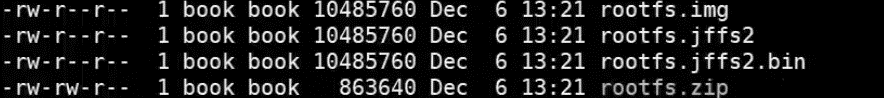 -rw-r--r--  1 book book 10485760 Dec  6 13:21 rootfs.img
-rw-r--r--  1 book book 10485760 Dec  6 13:21 rootfs.jffs2
-rw-r--r--  1 book book 10485760 Dec  6 13:21 rootfs.jffs2.bin
-rw-rw-r--  1 book book   863640 Dec  6 13:21 rootfs.zip